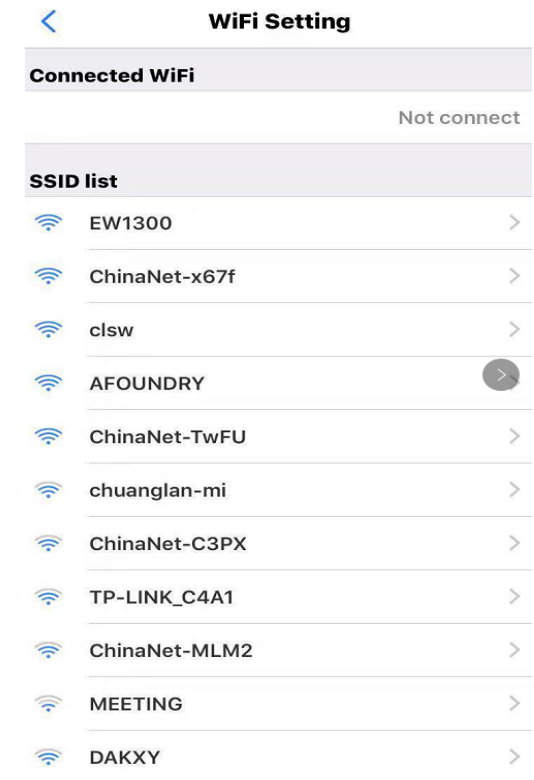 WiFi Setting
Connected WiFi
Not connect
SSID list
EW1300
ChinaNet-x67f
clsw
AFOUNDRY
ChinaNet-TwFU
chuanglan-mi
ChinaNet-C3PX
TP-LINK_C4A1
ChinaNet-MLM2
MEETING
DAKXY